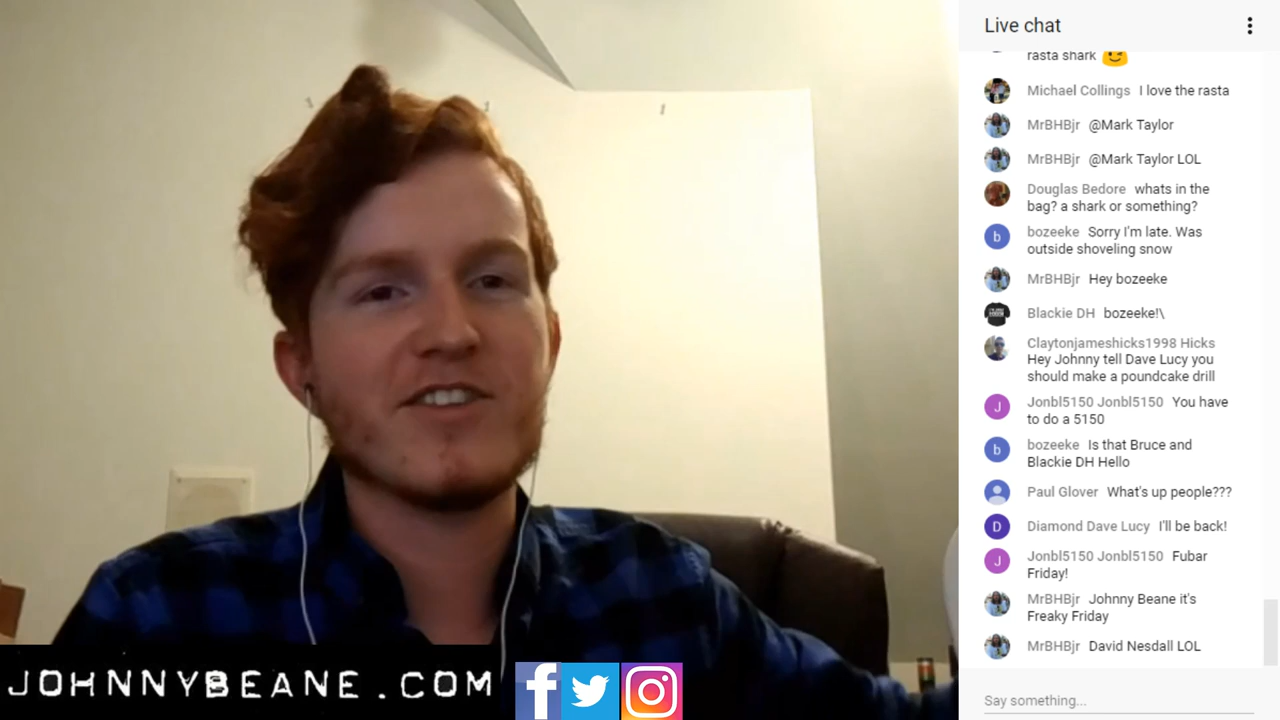 Live chat
rasta shark
Michael Collings I love the rasta
MrBHBjr @Mark Taylor
MrBHBjr @Mark Taylor LOL
Douglas Bedore whats in the
bag? a shark or something?
b bozeeke Sorry I'm late. Was
outside shoveling snow
MrBHBjr Hey bozeeke
Blackie DH bozeeke!\
Claytonjameshicks1998 Hicks
Hey Johnny tell Dave Lucy you
should make a poundcake drill
J Jonbl5150 Jonbl5150 You have
to do a 5150
b bozeeke Is that Bruce and
Blackie DH Hello
Paul Glover What's up people???
D Diamond Dave Lucy I'll be back!
J Jonbl5150 Jonbl5150 Fubar
Friday!
MrBHBjr Johnny Beane it's
Freaky Friday
MrBHBjr David Nesdall LOL
Say something...
JOHNNYBEANE.COM
f